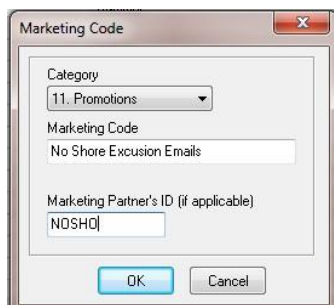 Marketing Code
Category
11. Promotions
Marketing Code
No Shore Excusion Emails
Marketing Partner's ID (if applicable)
NOSHO
OK
Cancel